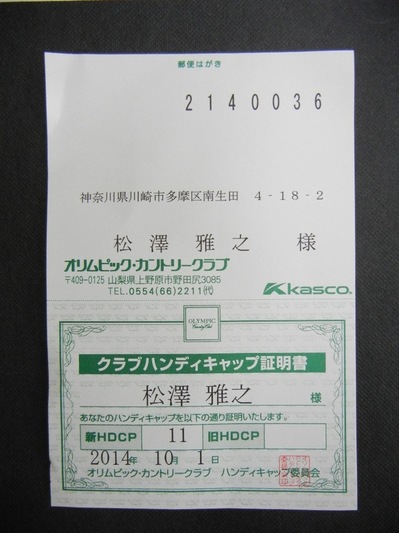 郵便はがき
2140036
神奈川県川崎市多摩区南生田 4-18-2
松澤 雅之 様
オリムピック・カントリークラブ
〒409-0125 山梨県上野原市野田尻3085
TEL.0554(66)2211(代)
Kasco.
OLYMPIC
Country Club
クラブハンディキャップ証明書
松澤 雅之 様
あなたのハンディキャップを以下の通り証明いたします。
新HDCP 11 旧HDCP
2014年 10月 1日
オリムピック・カントリークラブ ハンディキャップ委員会